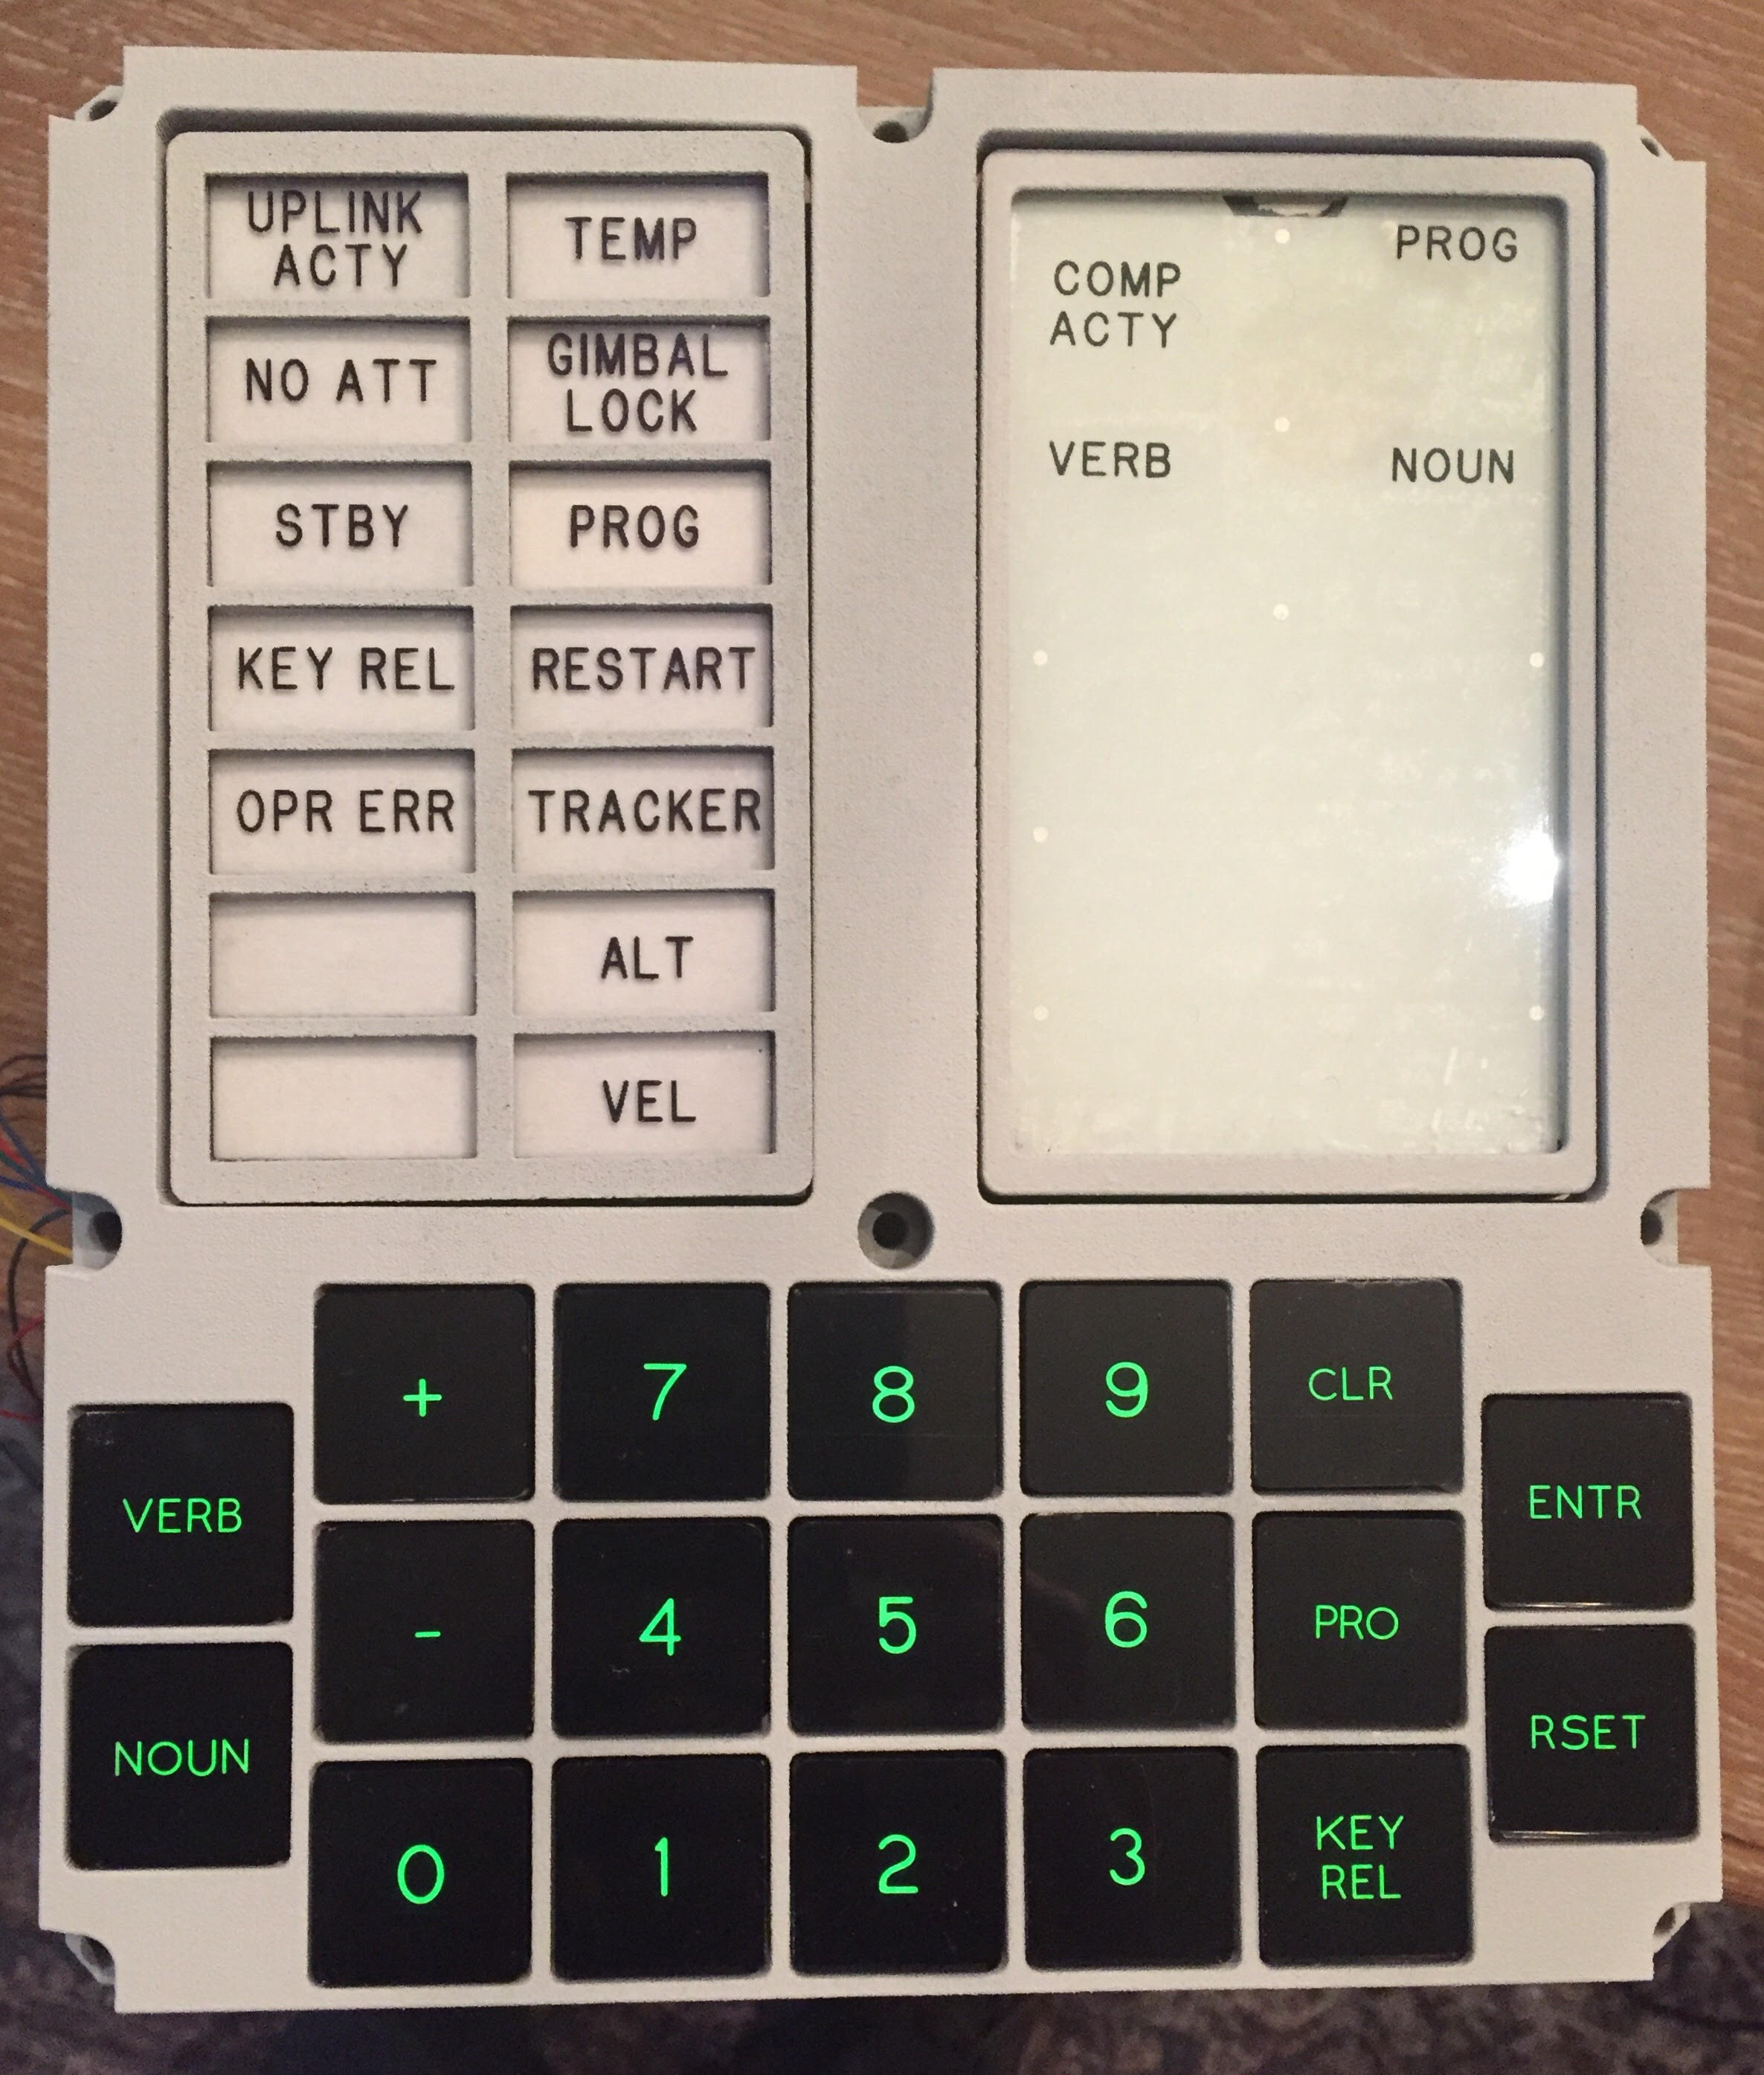 UPLINK
ACTY
TEMP
NO ATT
GIMBAL
LOCK
STBY
PROG
KEY REL
RESTART
OPR ERR
TRACKER
ALT
VEL
COMP
ACTY
PROG
VERB
NOUN
+
7
8
9
CLR
VERB
ENTR
-
4
5
6
PRO
NOUN
RSET
0
1
2
3
KEY
REL